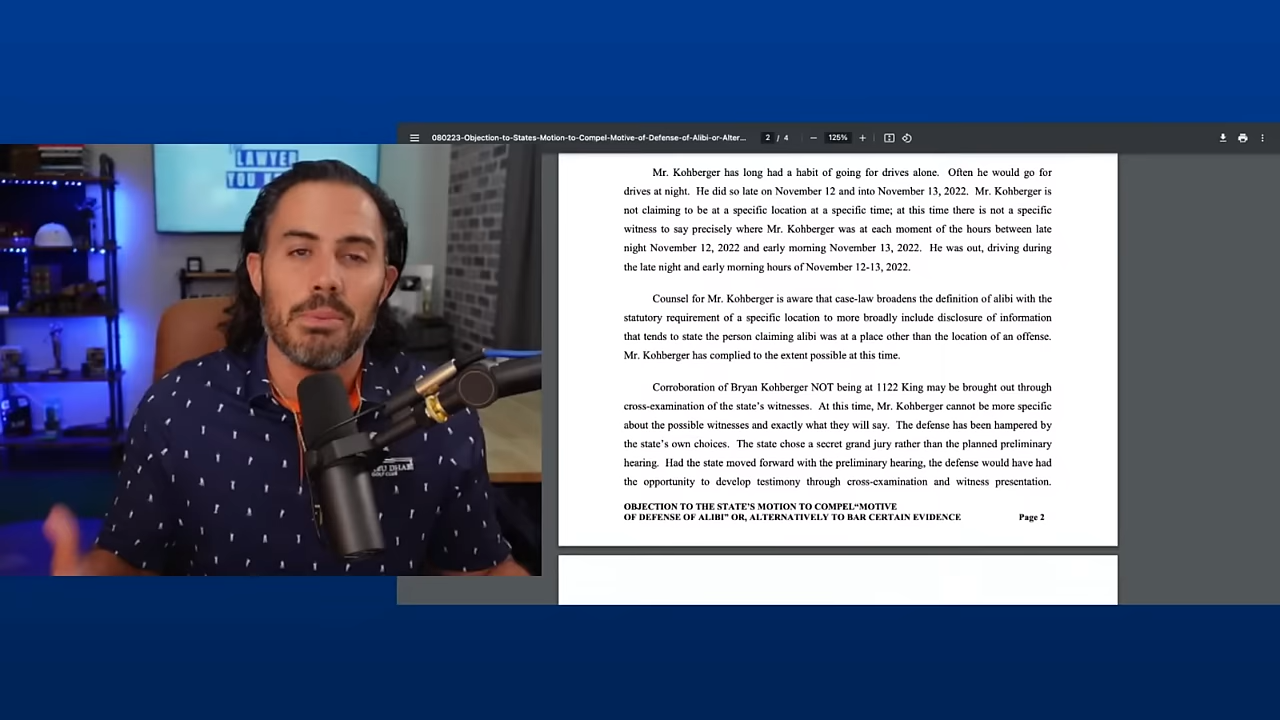 080223-Objection-to-States-Motion-to-Compel-Motive-of-Defense-of-Alibi-or-Alter...
2 / 4
125%
LAWYER
YOU
Mr. Kohberger has long had a habit of going for drives alone. Often he would go for
drives at night. He did so late on November 12 and into November 13, 2022. Mr. Kohberger is
not claiming to be at a specific location at a specific time; at this time there is not a specific
witness to say precisely where Mr. Kohberger was at each moment of the hours between late
night November 12, 2022 and early morning November 13, 2022. He was out, driving during
the late night and early morning hours of November 12-13, 2022.
Counsel for Mr. Kohberger is aware that case-law broadens the definition of alibi with the
statutory requirement of a specific location to more broadly include disclosure of information
that tends to state the person claiming alibi was at a place other than the location of an offense.
Mr. Kohberger has complied to the extent possible at this time.
Corroboration of Bryan Kohberger NOT being at 1122 King may be brought out through
cross-examination of the state's witnesses. At this time, Mr. Kohberger cannot be more specific
about the possible witnesses and exactly what they will say. The defense has been hampered by
the state's own choices. The state chose a secret grand jury rather than the planned preliminary
hearing. Had the state moved forward with the preliminary hearing, the defense would have had
the opportunity to develop testimony through cross-examination and witness presentation.
OBJECTION TO THE STATE'S MOTION TO COMPEL“MOTIVE
OF DEFENSE OF ALIBI” OR, ALTERNATIVELY TO BAR CERTAIN EVIDENCE
Page 2